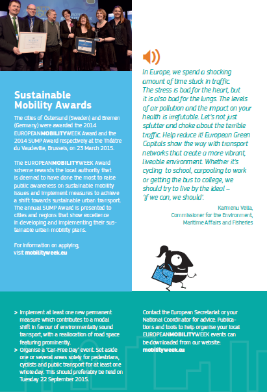 Sustainable
Mobility Awards
The cities of Östersund (Sweden) and Bremen
(Germany) were awarded the 2014
EUROPEANMOBILITYWEEK Award and the
2014 SUMP Award respectively at the Théâtre
du Vaudeville, Brussels, on 23 March 2015.
The EUROPEANMOBILITYWEEK Award
scheme rewards the local authority that
is deemed to have done the most to raise
public awareness on sustainable mobility
issues and implement measures to achieve
a shift towards sustainable urban transport.
The annual SUMP Award is presented to
cities and regions that show excellence
in developing and implementing their sus-
tainable urban mobility plans.
For information on applying,
visit mobilityweek.eu
> Implement at least one new permanent
measure which contributes to a modal
shift in favour of environmentally sound
transport, with a reallocation of road space
featuring prominently.
> Organise a 'Car-Free Day' event. Set aside
one or several areas solely for pedestrians,
cyclists and public transport for at least one
whole day. This should preferably be held on
Tuesday 22 September 2015.
In Europe, we spend a shocking
amount of time stuck in traffic.
The stress is bad for the heart, but
it is also bad for the lungs. The levels
of air pollution and the impact on your
health is irrefutable. Let's not just
splutter and choke about the terrible
traffic. Help reduce it! European Green
Capitals show the way with transport
networks that create a more vibrant,
liveable environment. Whether it's
cycling to school, carpooling to work
or getting the bus to college, we
should try to live by the ideal –
'if we can, we should'.
Karmenu Vella,
Commissioner for the Environment,
Maritime Affairs and Fisheries
Contact the European Secretariat or your
National Coordinator for advice. Publica-
tions and tools to help organise your local
EUROPEANMOBILITYWEEK events can
be downloaded from our website:
mobilityweek.eu